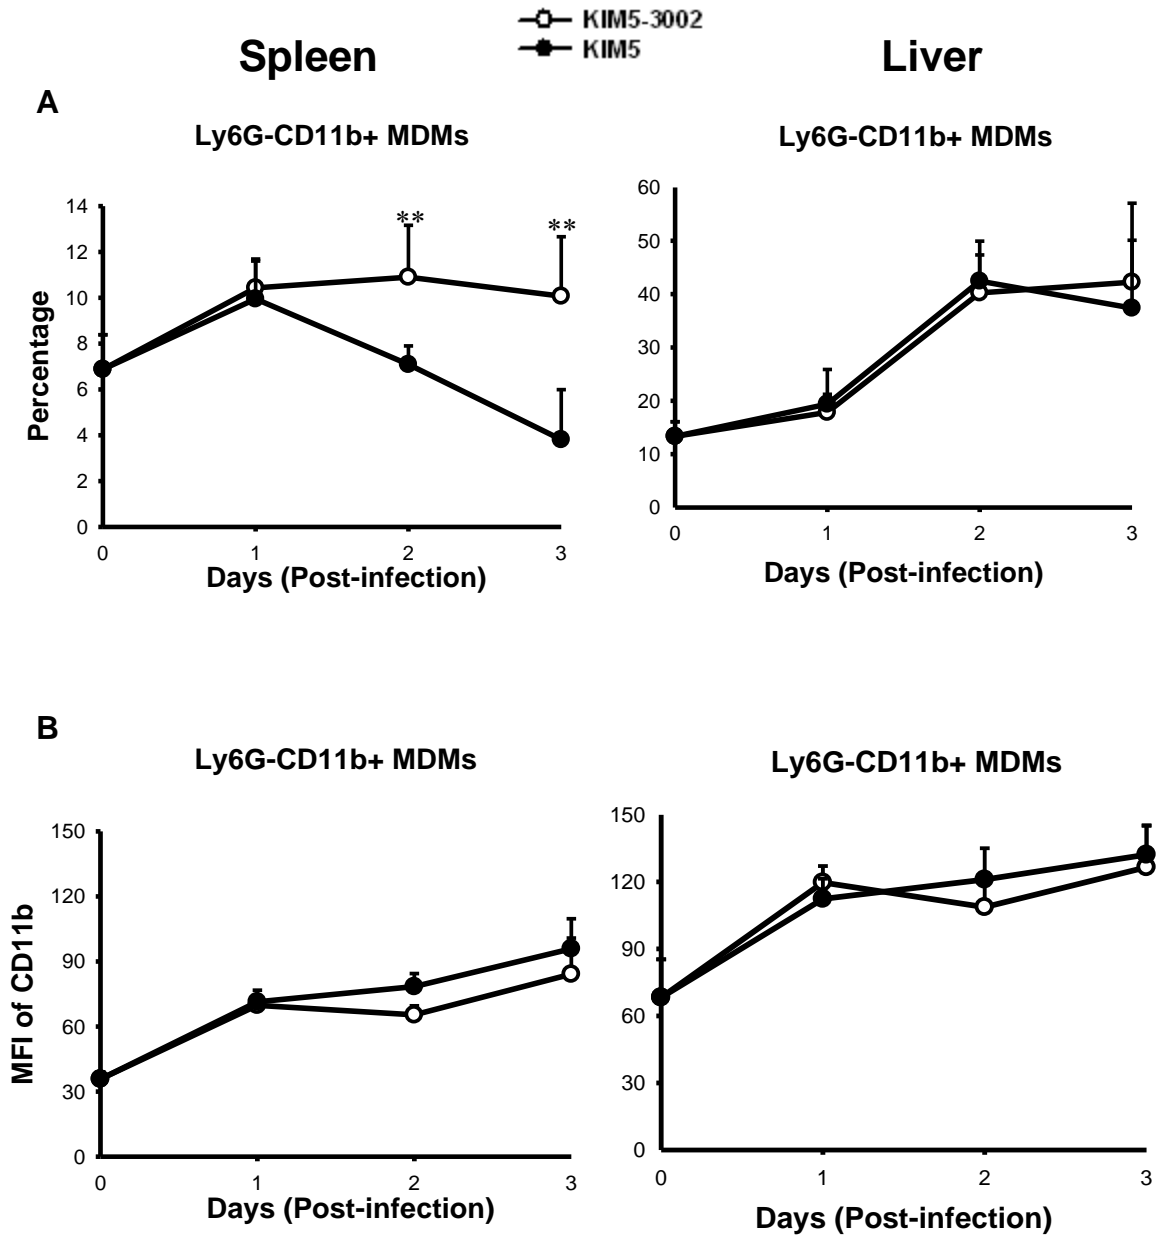 KIM5-3002
KIM5
Spleen
Liver
A
Ly6G-CD11b+ MDMs
Ly6G-CD11b+ MDMs
Percentage
14
12
10
8
6
4
2
0
**
**
0 1 2 3
Days (Post-infection)
60
50
40
30
20
10
0
0 1 2 3
Days (Post-infection)
B
Ly6G-CD11b+ MDMs
Ly6G-CD11b+ MDMs
MFI of CD11b
150
120
90
60
30
0
0 1 2 3
Days (Post-infection)
150
120
90
60
30
0
0 1 2 3
Days (Post-infection)